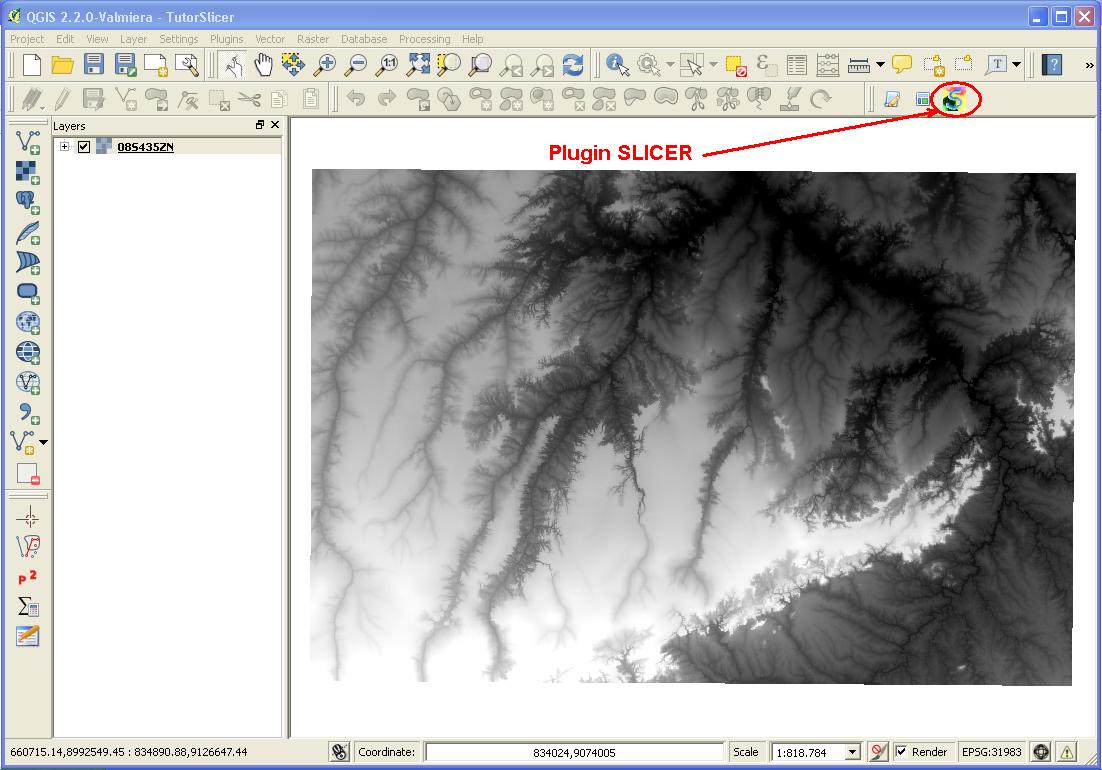 QGIS 2.2.0-Valmiera - TutorSlicer
Project Edit View Layer Settings Plugins Vector Raster Database Processing Help
1:1
ε
T
?
»
S
Layers
08S435ZN
Plugin SLICER
P 2
Σ
660715.14,8992549.45 : 834890.88,9126647.44
Coordinate:
834024,9074005
Scale
1:818.784
Render
EPSG:31983